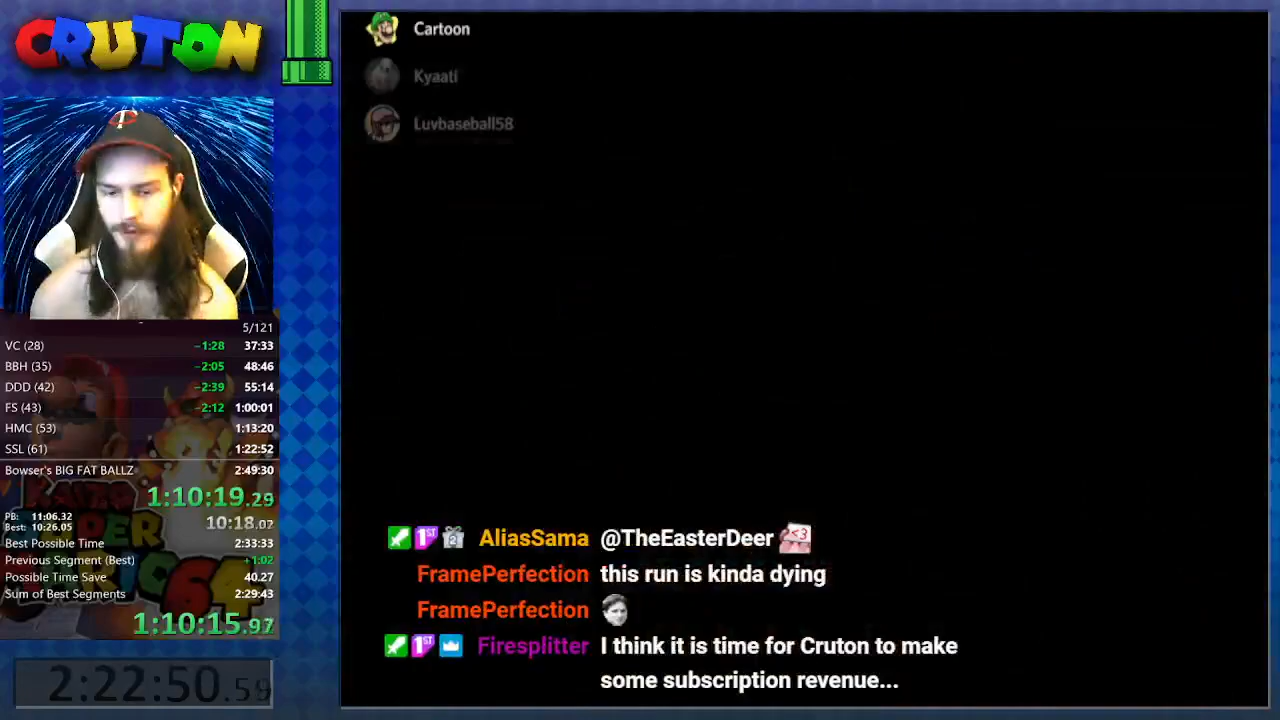 CRUTON
Cartoon
Kyaati
Luvbaseball58
5/121
VC (28) −1:28 37:33
BBH (35) −2:05 48:46
DDD (42) −2:39 55:14
FS (43) −2:12 1:00:01
HMC (53) 1:13:20
SSL (61) 1:22:52
Bowser's BIG FAT BALLZ 2:49:30
1:10:19.29
PB: 11:06.32
Best: 10:26.05
10:18.02
Best Possible Time 2:33:33
Previous Segment (Best) +1:02
Possible Time Save 40.27
Sum of Best Segments 2:29:43
1:10:15.97
2:22:50.59
AliasSama @TheEasterDeer <3
FramePerfection this run is kinda dying
FramePerfection
Firesplitter I think it is time for Cruton to make
some subscription revenue...